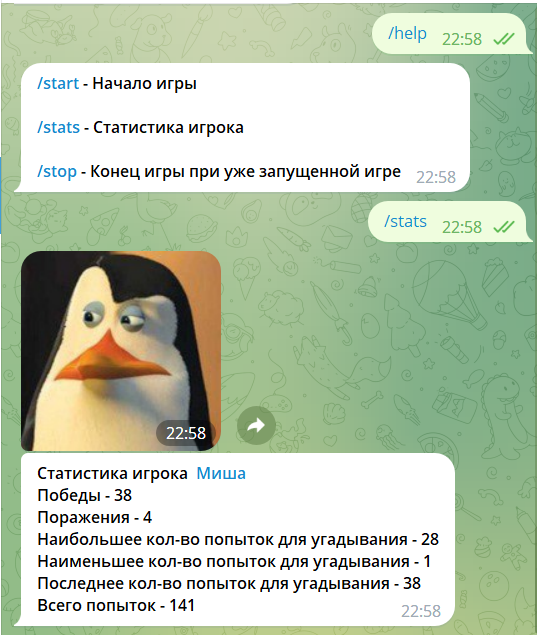 /help 22:58
/start - Начало игры
/stats - Статистика игрока
/stop - Конец игры при уже запущенной игре 22:58
/stats 22:58
22:58
Статистика игрока Миша
Победы - 38
Поражения - 4
Наибольшее кол-во попыток для угадывания - 28
Наименьшее кол-во попыток для угадывания - 1
Последнее кол-во попыток для угадывания - 38
Всего попыток - 141
22:58